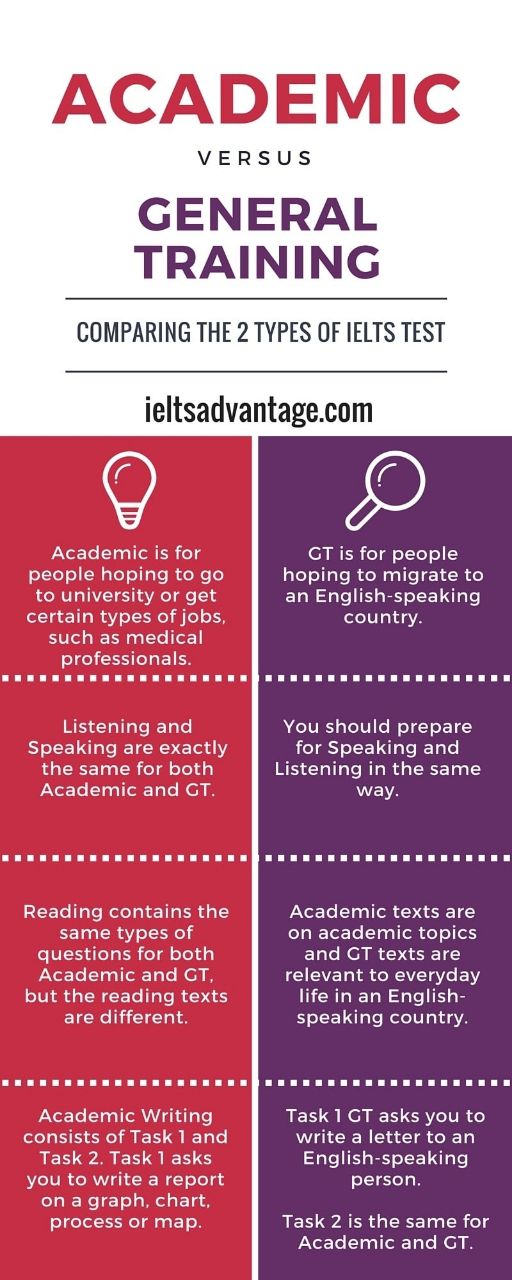 ACADEMIC
VERSUS
GENERAL
TRAINING
COMPARING THE 2 TYPES OF IELTS TEST
ieltsadvantage.com
Academic is for
people hoping to go
to university or get
certain types of jobs,
such as medical
professionals.
GT is for people
hoping to migrate to
an English-speaking
country.
Listening and
Speaking are exactly
the same for both
Academic and GT.
You should prepare
for Speaking and
Listening in the same
way.
Reading contains the
same types of
questions for both
Academic and GT,
but the reading texts
are different.
Academic texts are
on academic topics
and GT texts are
relevant to everyday
life in an English-
speaking country.
Academic Writing
consists of Task 1 and
Task 2. Task 1 asks
you to write a report
on a graph, chart,
process or map.
Task 1 GT asks you to
write a letter to an
English-speaking
person.
Task 2 is the same for
Academic and GT.